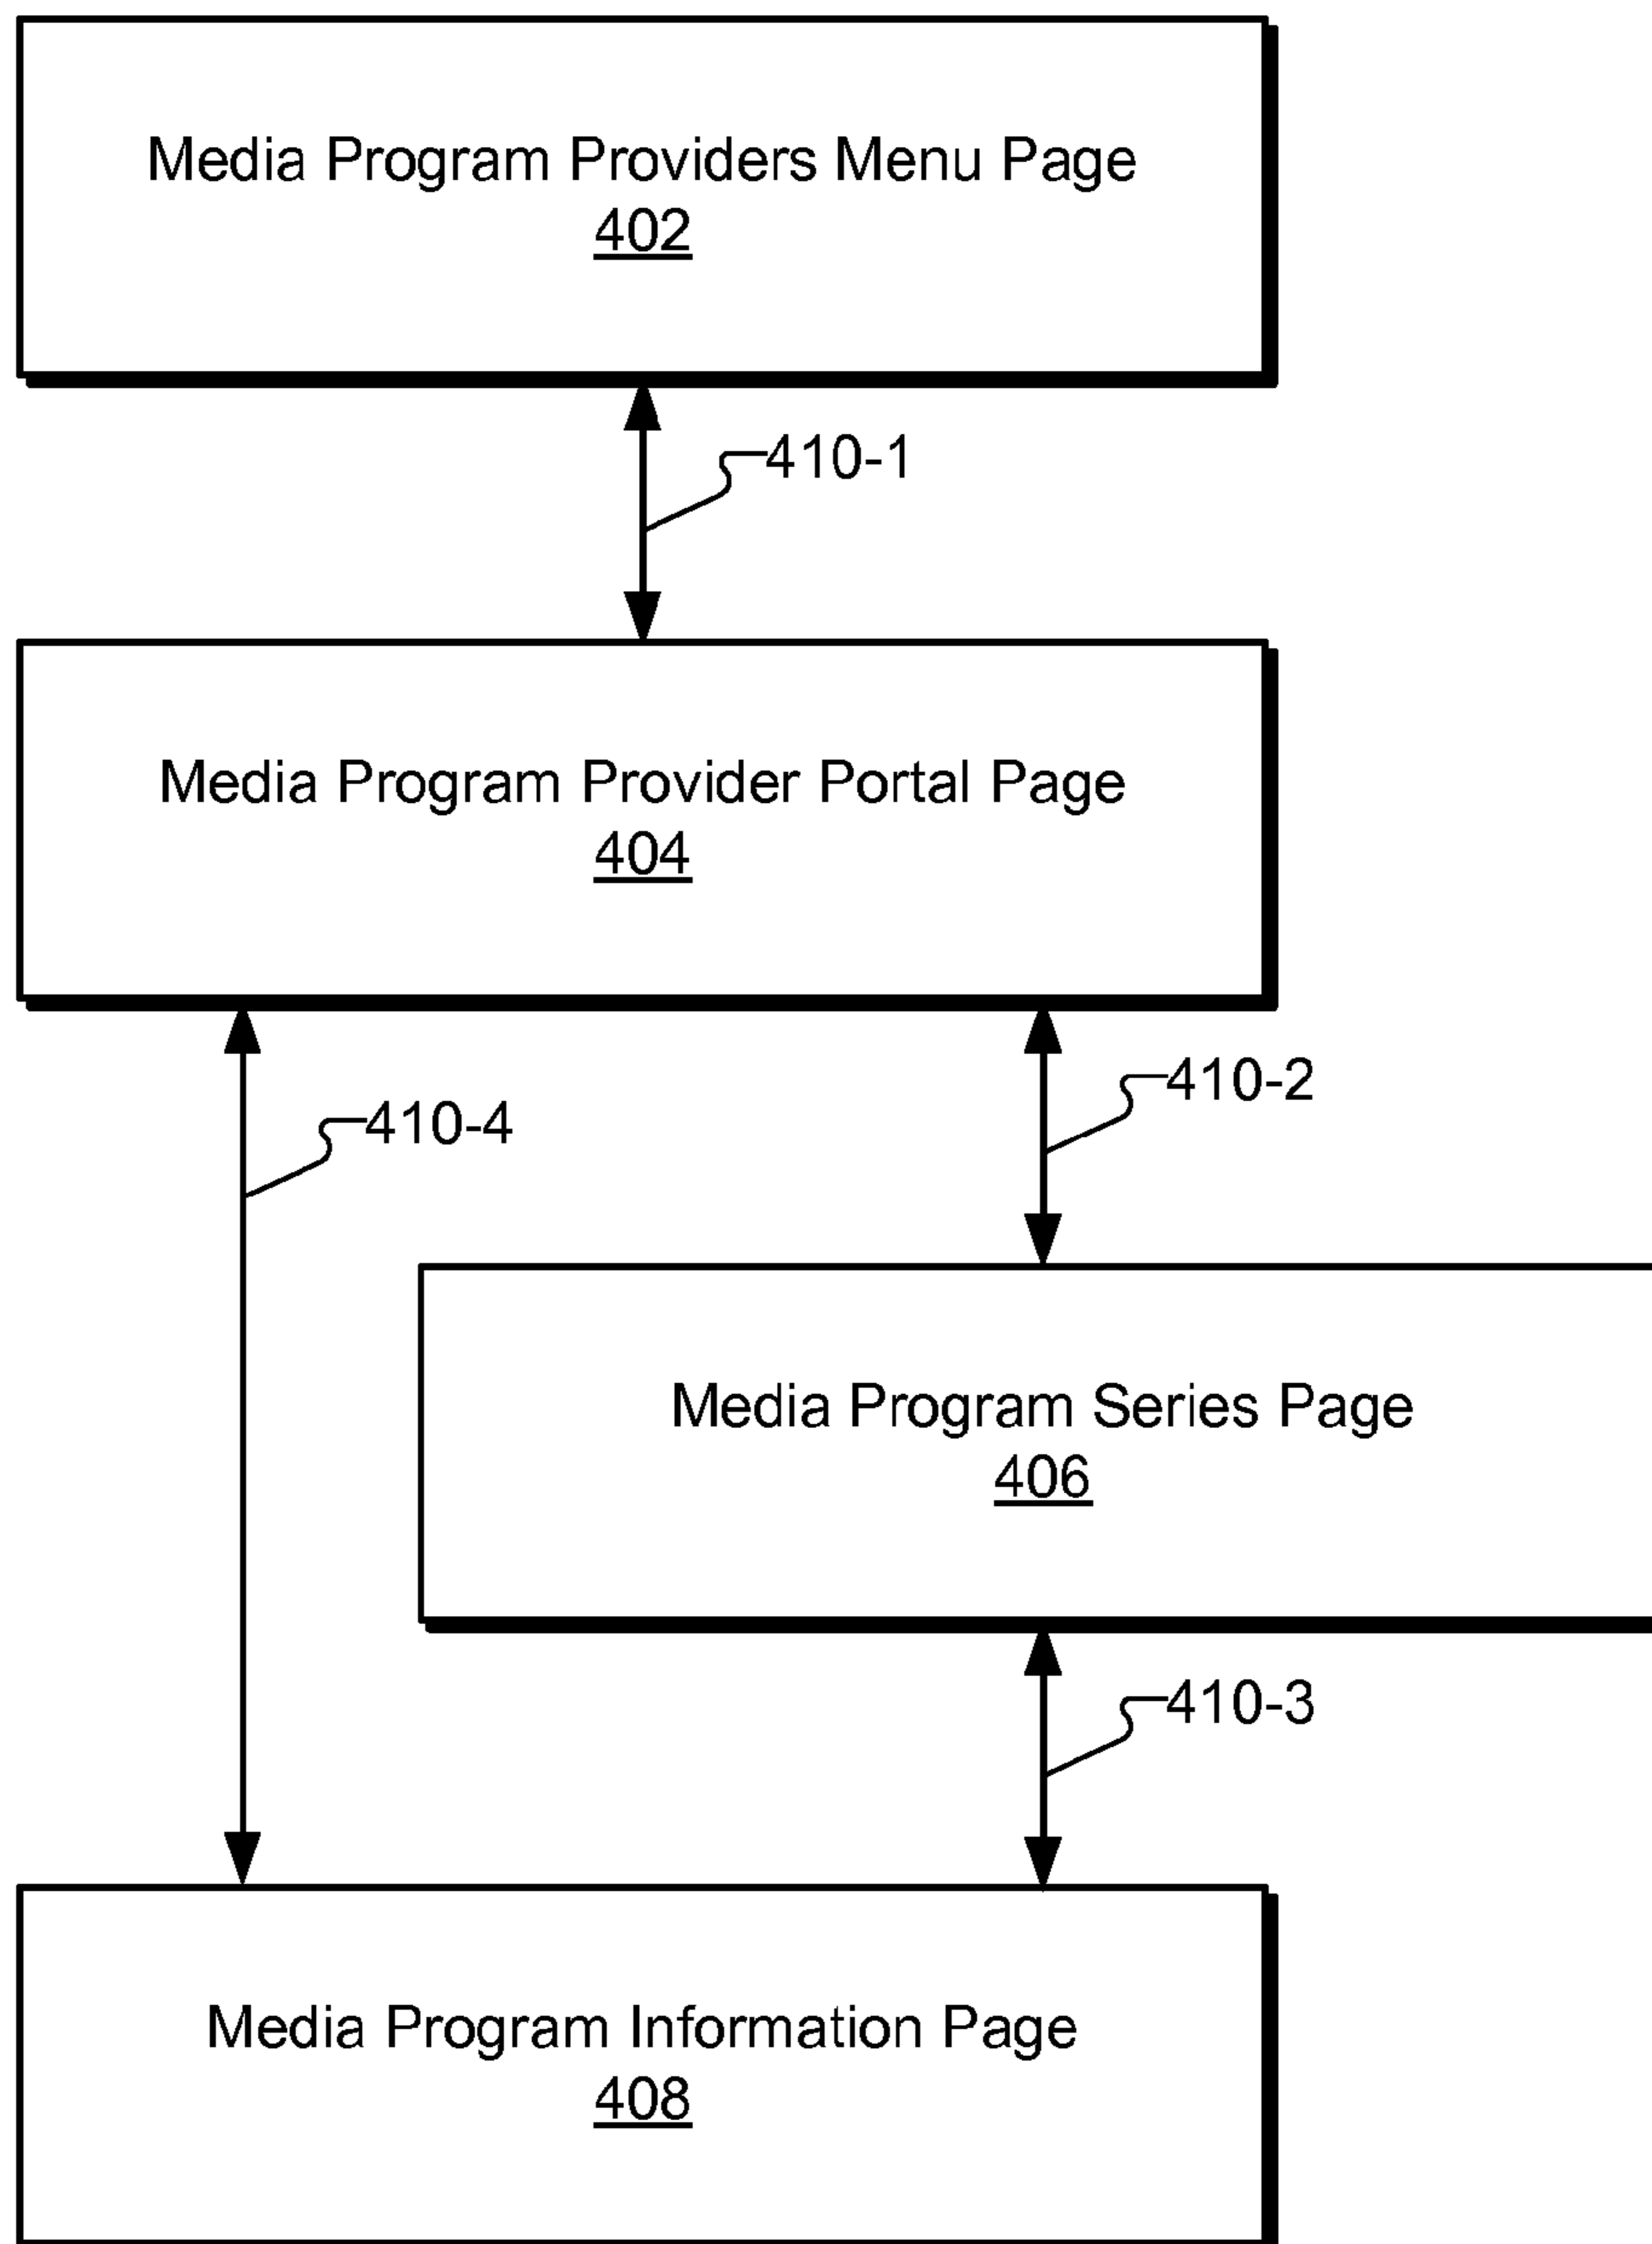 Media Program Providers Menu Page
402
410-1
Media Program Provider Portal Page
404
410-2
410-4
Media Program Series Page
406
410-3
Media Program Information Page
408